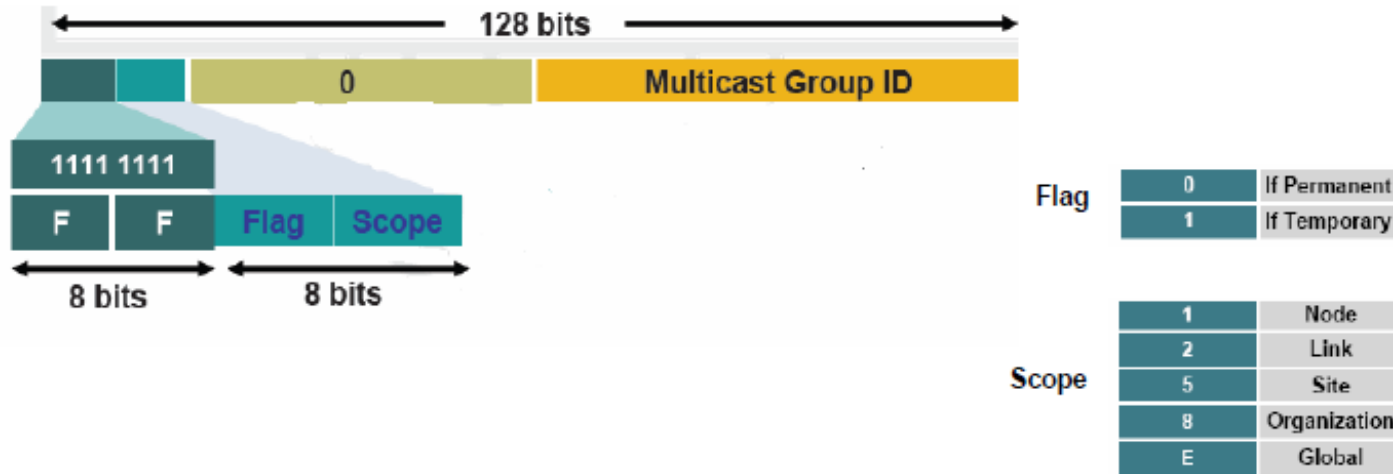 128 bits
0 Multicast Group ID
1111 1111
F F Flag Scope
8 bits 8 bits
Flag
0 If Permanent
1 If Temporary
Scope
1 Node
2 Link
5 Site
8 Organization
E Global